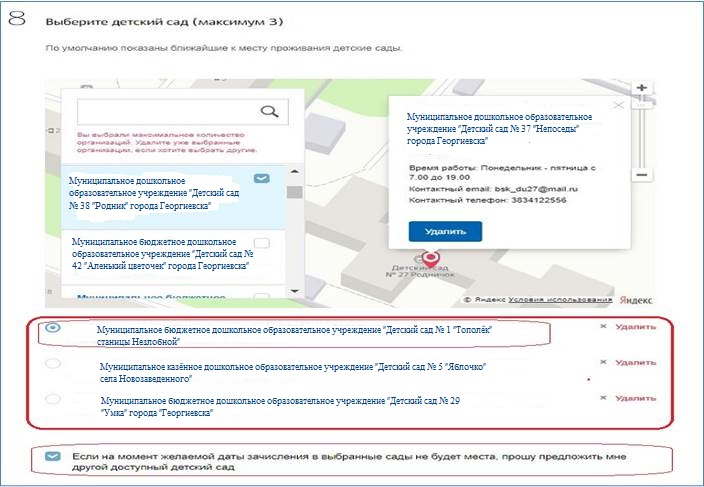 8 Выберите детский сад (максимум 3)
По умолчанию показаны ближайшие к месту проживания детские сады.
Вы выбрали максимальное количество
организаций. Удалите уже выбранные
организации, если хотите выбрать другие.
Муниципальное дошкольное
образовательное учреждение "Детский сад
№ 38 "Родник" города Георгиевска"
Муниципальное бюджетное дошкольное
образовательное учреждение "Детский сад №
42 "Аленький цветочек" города Георгиевска"
Муниципальное бюджетное
Муниципальное дошкольное образовательное
учреждение "Детский сад № 37 "Непоседы"
города Георгиевска"
Время работы: Понедельник - пятница с
7.00 до 19.00
Контактный email: bsk_du27@mail.ru
Контактный телефон: 3834122556
Удалить
Детский сад
№ 27 Родничок
© Яндекс Условия использования Яндекс
Муниципальное бюджетное дошкольное образовательное учреждение "Детский сад № 1 "Тополёк"
станицы Незлобной"
× Удалить
Муниципальное казённое дошкольное образовательное учреждение "Детский сад № 5 "Яблочко"
села Новозаведенного"
× Удалить
Муниципальное бюджетное дошкольное образовательное учреждение "Детский сад № 29
"Умка" города "Георгиевска"
× Удалить
Если на момент желаемой даты зачисления в выбранные сады не будет места, прошу предложить мне
другой доступный детский сад